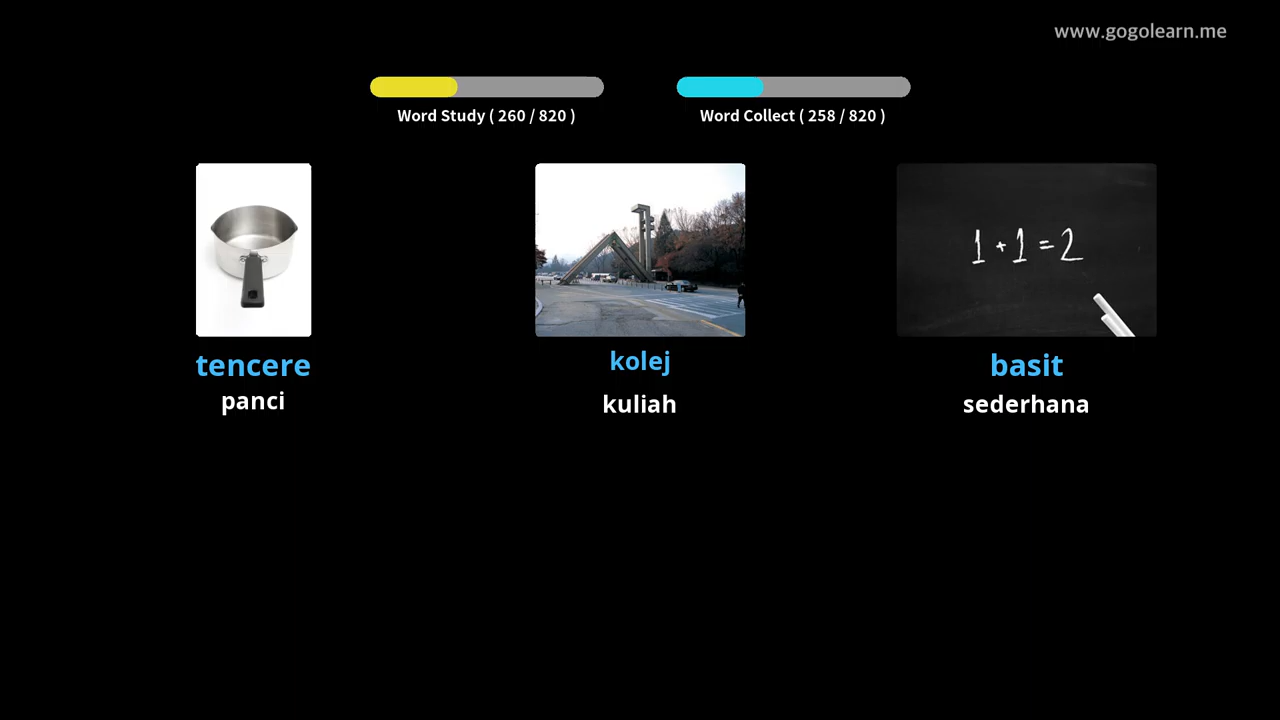 www.gogolearn.me
Word Study ( 260 / 820 )
Word Collect ( 258 / 820 )
1 + 1 = 2
tencere
panci
kolej
kuliah
basit
sederhana